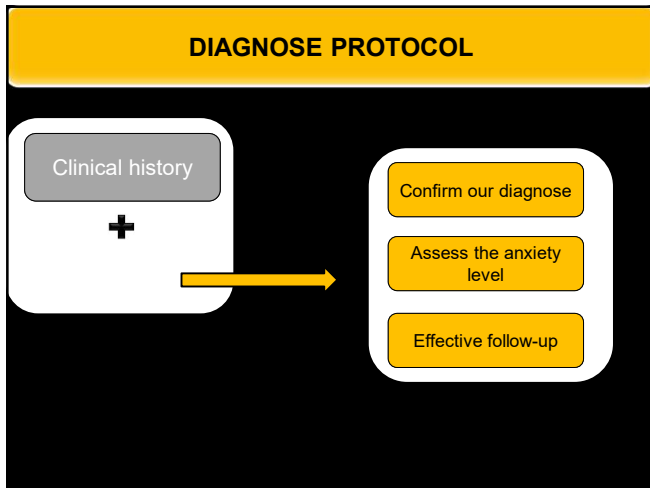 DIAGNOSE PROTOCOL
Clinical history
Confirm our diagnose
Assess the anxiety
level
Effective follow-up